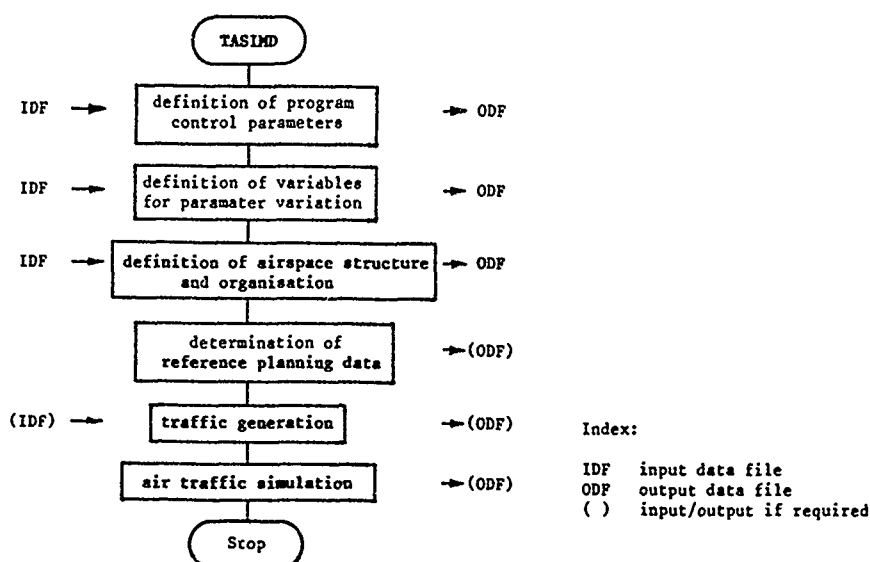 TASIMD
IDF
definition of program
control parameters
ODF
IDF
definition of variables
for paramater variation
ODF
IDF
definition of airspace structure
and organisation
ODF
determination of
reference planning data
(ODF)
(IDF)
traffic generation
(ODF)
air traffic simulation
(ODF)
Stop
Index:
IDF input data file
ODF output data file
( ) input/output if required